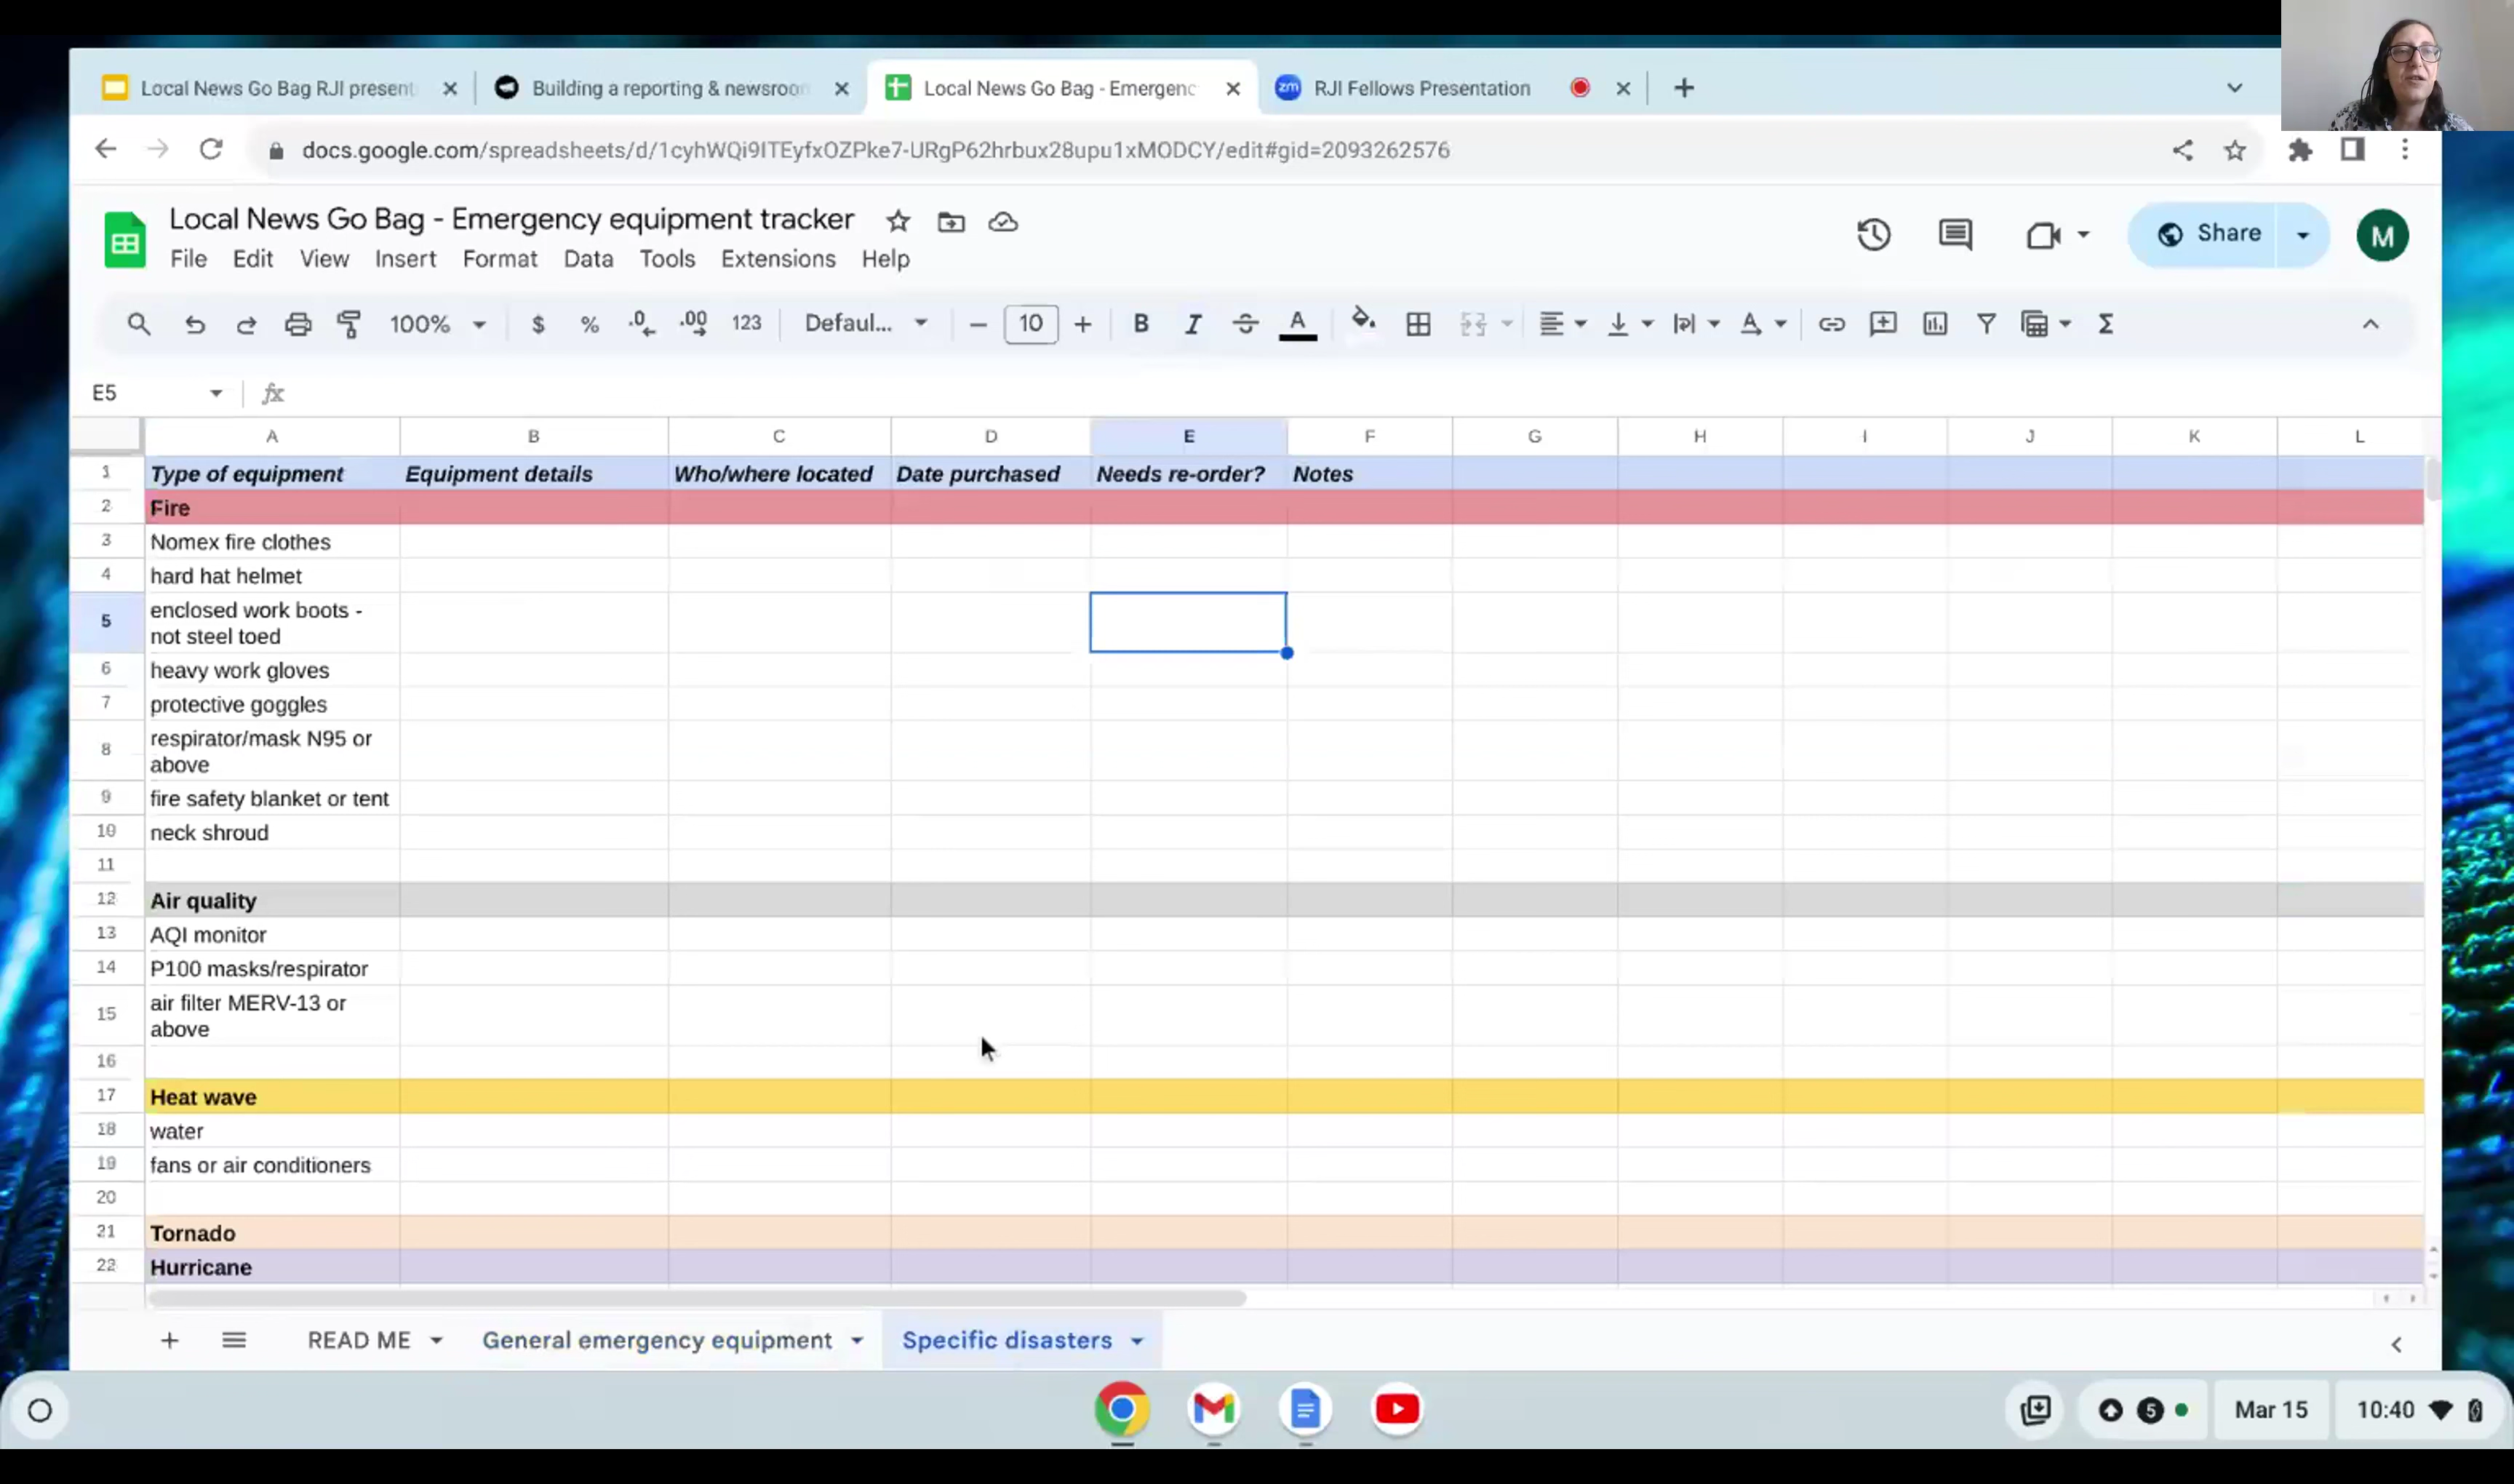 Local News Go Bag RJI present
Building a reporting & newsroo
Local News Go Bag - Emergenc
zm RJI Fellows Presentation
docs.google.com/spreadsheets/d/1cyhWQi9ITEyfxOZPke7-URgP62hrbux28upu1xMODCY/edit#gid=2093262576
Local News Go Bag - Emergency equipment tracker
File Edit View Insert Format Data Tools Extensions Help
Share
M
100% $ % .0 .00 123 Defaul... 10 B I A Σ
E5 fx
A B C D E F G H I J K L
1 Type of equipment Equipment details Who/where located Date purchased Needs re-order? Notes
2 Fire
3 Nomex fire clothes
4 hard hat helmet
5 enclosed work boots -
not steel toed
6 heavy work gloves
7 protective goggles
8 respirator/mask N95 or
above
9 fire safety blanket or tent
10 neck shroud
11
12 Air quality
13 AQI monitor
14 P100 masks/respirator
15 air filter MERV-13 or
above
16
17 Heat wave
18 water
19 fans or air conditioners
20
21 Tornado
22 Hurricane
READ ME General emergency equipment Specific disasters
5 Mar 15 10:40